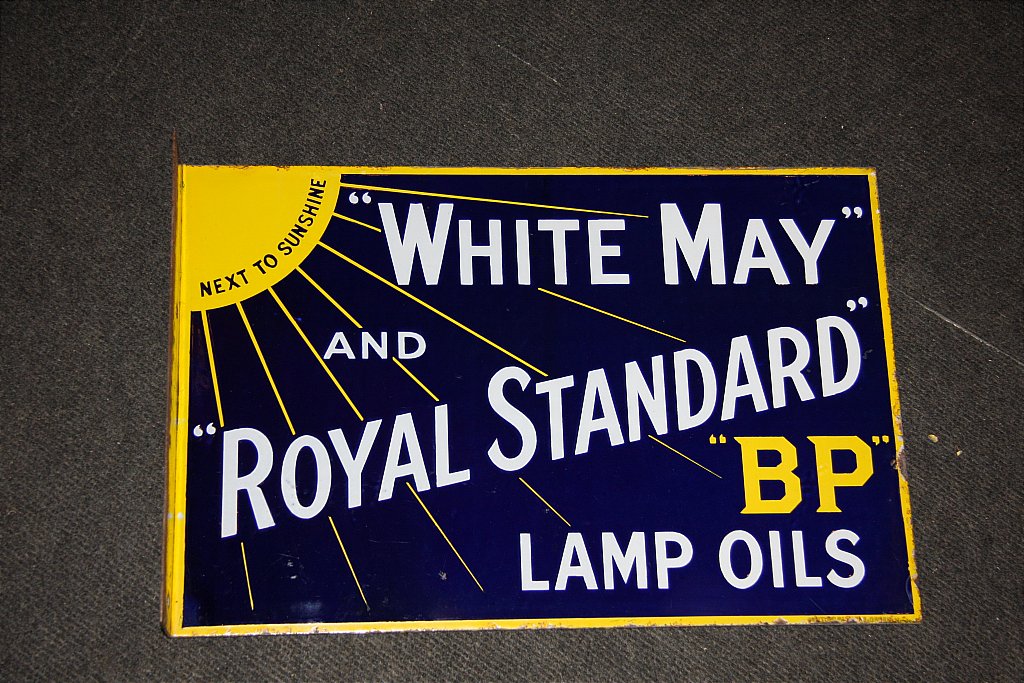 NEXT TO SUNSHINE
“WHITE MAY”
AND
“ROYAL STANDARD”
“BP”
LAMP OILS